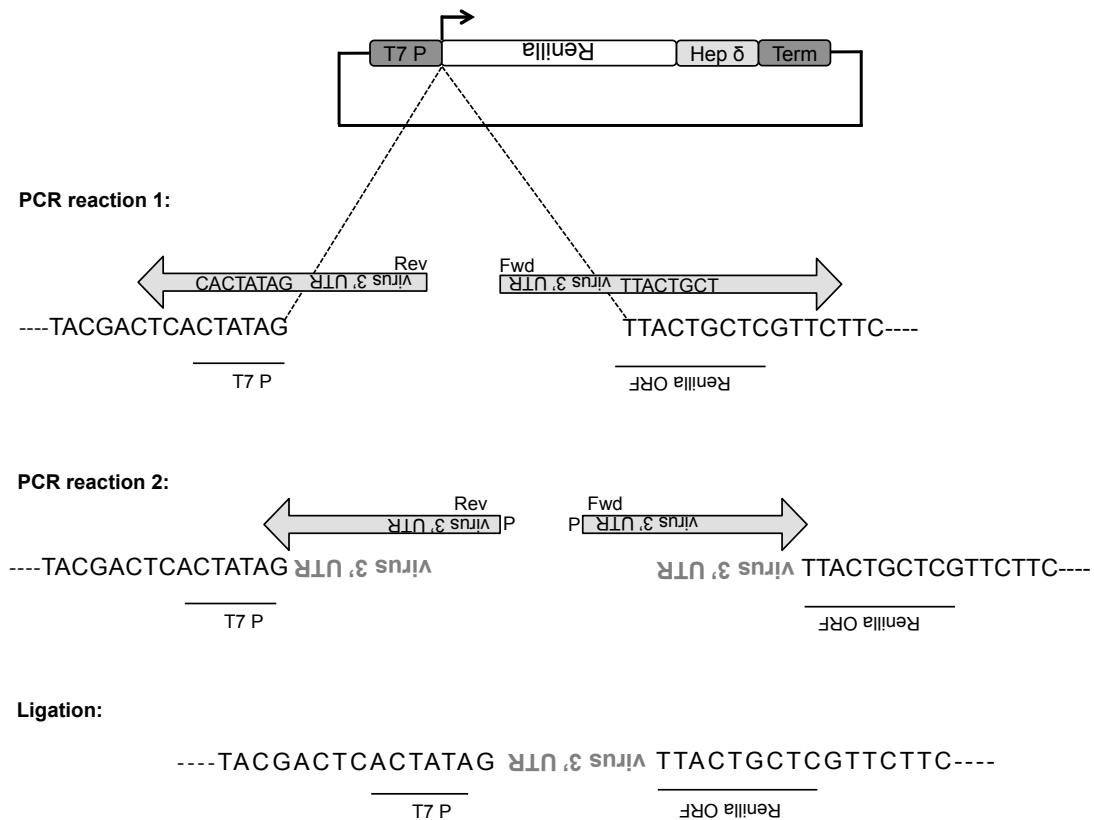 T7 P Renilla Hep δ Term
PCR reaction 1:
Rev Fwd
CACTATAG virus 3' UTR virus 3' UTR TTACTGCT
----TACGACTCACTATAG TTACTGCTCGTTCTTC----
T7 P Renilla ORF
PCR reaction 2:
Rev Fwd
virus 3' UTR P P virus 3' UTR
----TACGACTCACTATAG virus 3' UTR virus 3' UTR TTACTGCTCGTTCTTC----
T7 P Renilla ORF
Ligation:
----TACGACTCACTATAG virus 3' UTR TTACTGCTCGTTCTTC----
T7 P Renilla ORF